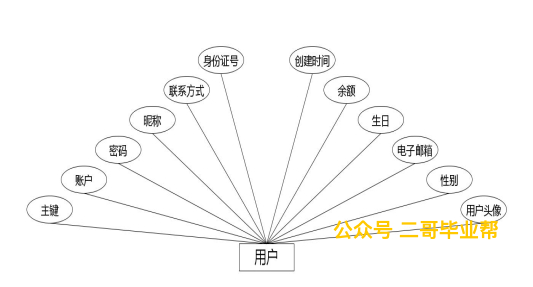 身份证号
创建时间
联系方式
余额
昵称
生日
密码
电子邮箱
账户
性别
主键
用户头像
公众号 二哥毕业帮
用户